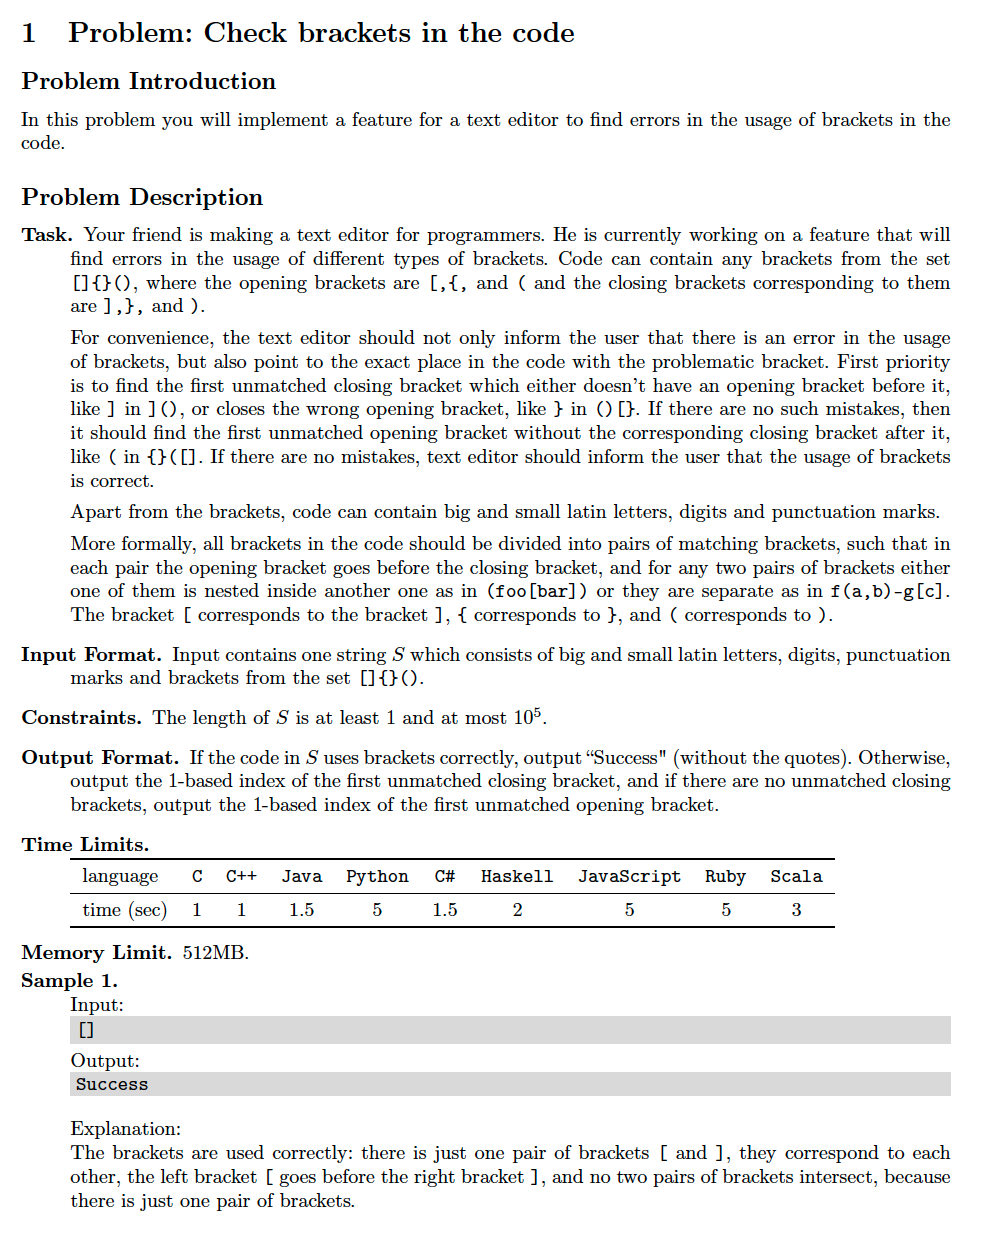 1 Problem: Check brackets in the code
Problem Introduction
In this problem you will implement a feature for a text editor to find errors in the usage of brackets in the
code.
Problem Description
Task. Your friend is making a text editor for programmers. He is currently working on a feature that will
find errors in the usage of different types of brackets. Code can contain any brackets from the set
[]{}(), where the opening brackets are [,{, and ( and the closing brackets corresponding to them
are ],}, and ).
For convenience, the text editor should not only inform the user that there is an error in the usage
of brackets, but also point to the exact place in the code with the problematic bracket. First priority
is to find the first unmatched closing bracket which either doesn't have an opening bracket before it,
like ] in ](), or closes the wrong opening bracket, like } in ()[}. If there are no such mistakes, then
it should find the first unmatched opening bracket without the corresponding closing bracket after it,
like ( in {}([]. If there are no mistakes, text editor should inform the user that the usage of brackets
is correct.
Apart from the brackets, code can contain big and small latin letters, digits and punctuation marks.
More formally, all brackets in the code should be divided into pairs of matching brackets, such that in
each pair the opening bracket goes before the closing bracket, and for any two pairs of brackets either
one of them is nested inside another one as in (foo[bar]) or they are separate as in f(a,b)-g[c].
The bracket [ corresponds to the bracket ], { corresponds to }, and ( corresponds to ).
Input Format. Input contains one string S which consists of big and small latin letters, digits, punctuation
marks and brackets from the set []{}().
Constraints. The length of S is at least 1 and at most 10⁵.
Output Format. If the code in S uses brackets correctly, output “Success" (without the quotes). Otherwise,
output the 1-based index of the first unmatched closing bracket, and if there are no unmatched closing
brackets, output the 1-based index of the first unmatched opening bracket.
Time Limits.
language C C++ Java Python C# Haskell JavaScript Ruby Scala
time (sec) 1 1 1.5 5 1.5 2 5 5 3
Memory Limit. 512MB.
Sample 1.
Input:
[]
Output:
Success
Explanation:
The brackets are used correctly: there is just one pair of brackets [ and ], they correspond to each
other, the left bracket [ goes before the right bracket ], and no two pairs of brackets intersect, because
there is just one pair of brackets.